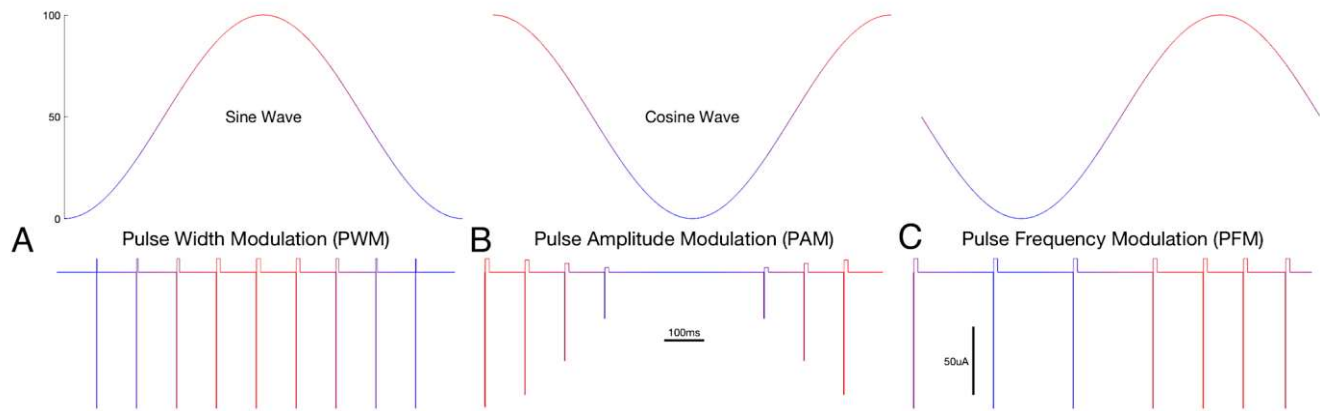 100
50
0
Sine Wave
Cosine Wave
A
Pulse Width Modulation (PWM)
B
Pulse Amplitude Modulation (PAM)
100ms
C
Pulse Frequency Modulation (PFM)
50uA